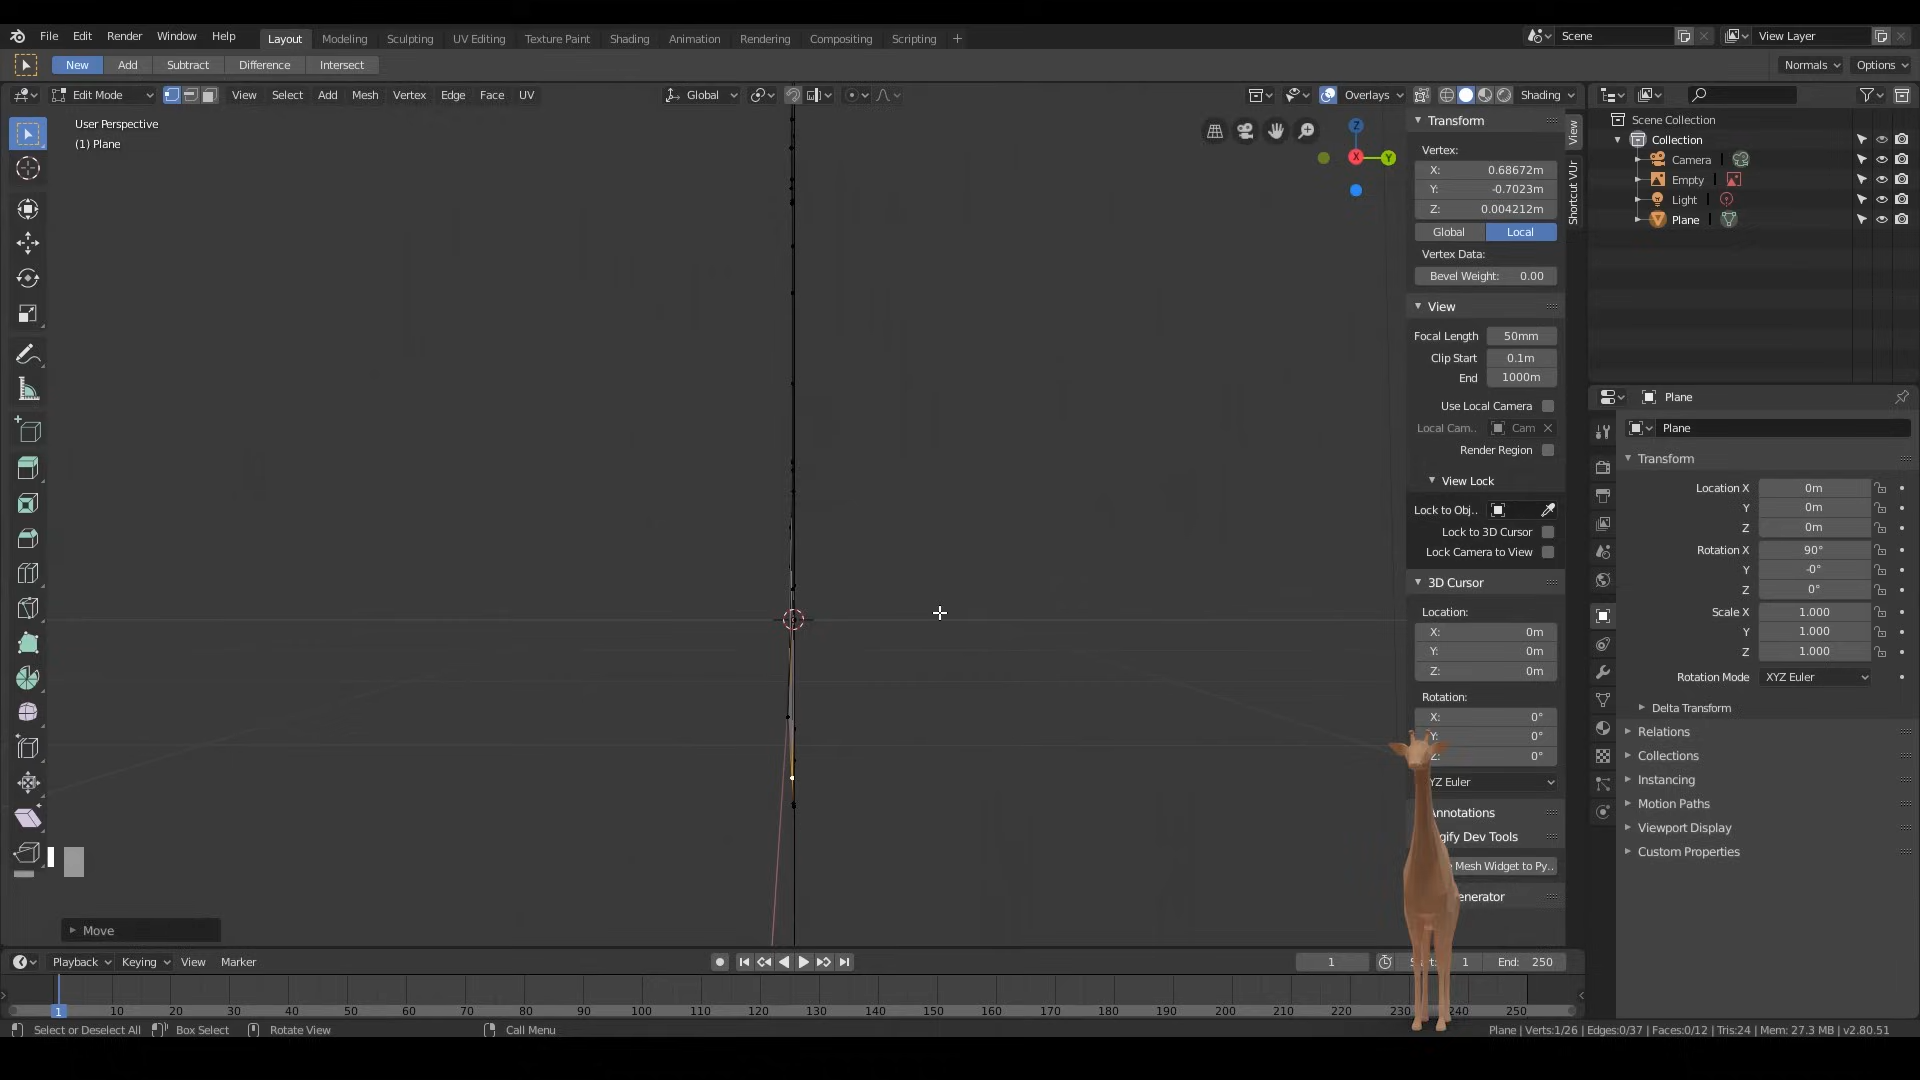 File Edit Render Window Help Layout Modeling Sculpting UV Editing Texture Paint Shading Animation Rendering Compositing Scripting + Scene View Layer
New Add Subtract Difference Intersect Normals Options
Edit Mode View Select Add Mesh Vertex Edge Face UV Global Overlays Shading
User Perspective
(1) Plane
Z
X
Y
Transform
Vertex:
X: 0.68672m
Y: -0.7023m
Z: 0.004212m
Global Local
Vertex Data:
Bevel Weight: 0.00
View
Focal Length 50mm
Clip Start 0.1m
End 1000m
Use Local Camera
Local Cam.. Cam
Render Region
View Lock
Lock to Obj..
Lock to 3D Cursor
Lock Camera to View
3D Cursor
Location:
X: 0m
Y: 0m
Z: 0m
Rotation:
X: 0°
Y: 0°
Z: 0°
YZ Euler
Annotations
gify Dev Tools
Mesh Widget to Py..
enerator
View
Shortcut VUr
Scene Collection
Collection
Camera
Empty
Light
Plane
Plane
Plane
Transform
Location X 0m
Y 0m
Z 0m
Rotation X 90°
Y -0°
Z 0°
Scale X 1.000
Y 1.000
Z 1.000
Rotation Mode XYZ Euler
Delta Transform
Relations
Collections
Instancing
Motion Paths
Viewport Display
Custom Properties
Move
Playback Keying View Marker 1 1 End: 250
1 10 20 30 40 50 60 70 80 90 100 110 120 130 140 150 160 170 180 190 200 210 220 230 240 250
Select or Deselect All Box Select Rotate View Call Menu Plane | Verts:1/26 | Edges:0/37 | Faces:0/12 | Tris:24 | Mem: 27.3 MB | v2.80.51